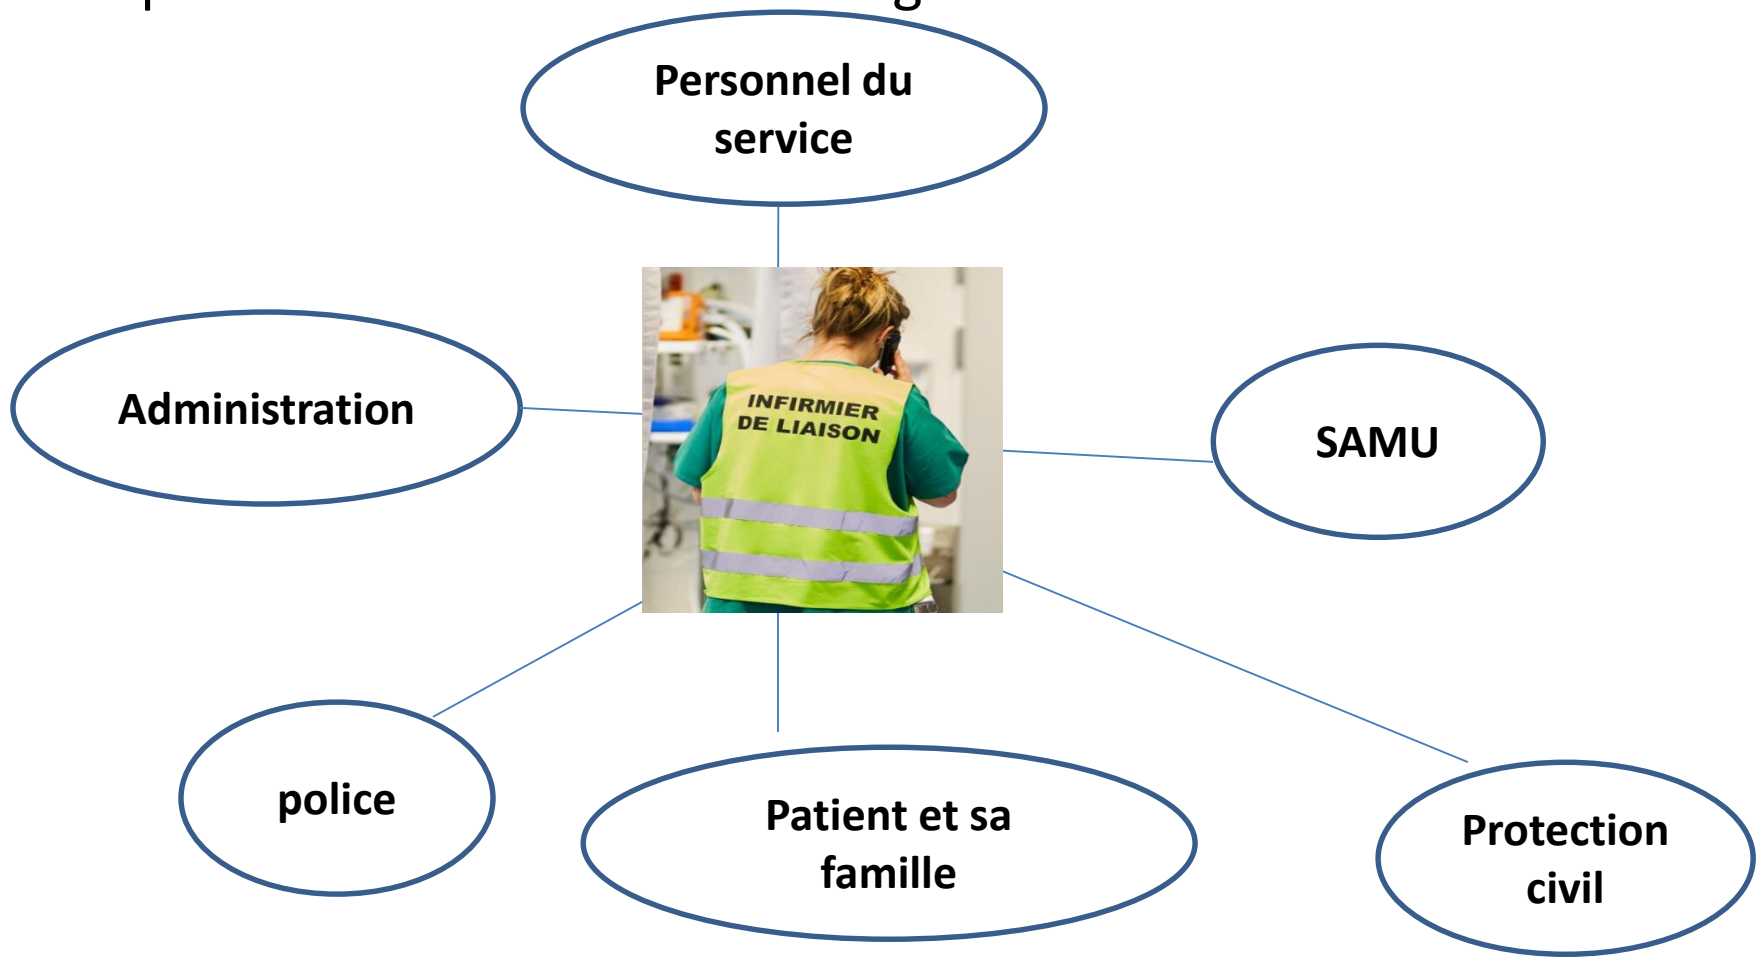 Personnel du
service
Administration
INFIRMIER
DE LIAISON
SAMU
police
Patient et sa
famille
Protection
civil